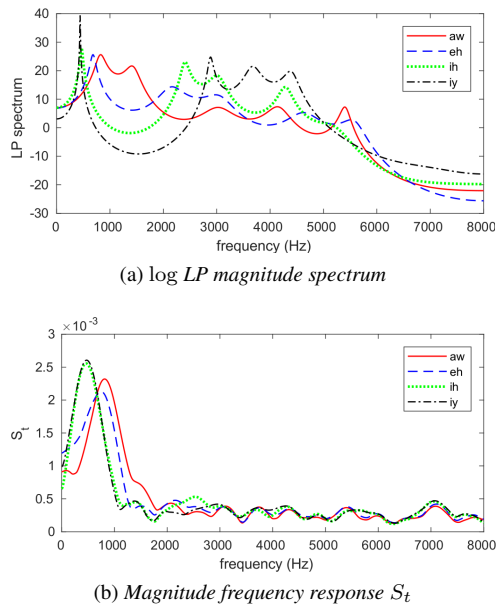 40
30
20
10
0
-10
-20
-30
LP spectrum
aw
eh
ih
iy
0 1000 2000 3000 4000 5000 6000 7000 8000
frequency (Hz)
(a) log LP magnitude spectrum
×10⁻³
3
2.5
2
1.5
1
0.5
0
S_t
aw
eh
ih
iy
0 1000 2000 3000 4000 5000 6000 7000 8000
frequency (Hz)
(b) Magnitude frequency response S_t